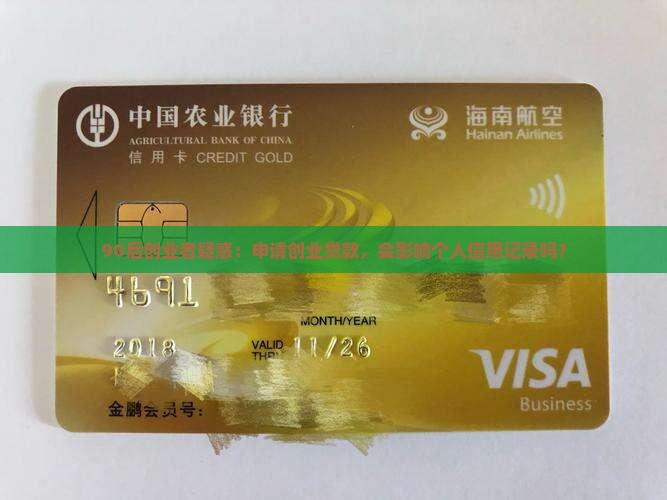 中国农业银行
AGRICULTURAL BANK OF CHINA
信用卡 CREDIT GOLD
海南航空
Hainan Airlines
90后创业者疑惑：申请创业贷款，会影响个人信用记录吗？
4691
MONTH/YEAR
2018
VALID THRU 11/26
VISA
Business
金鹏会员号：